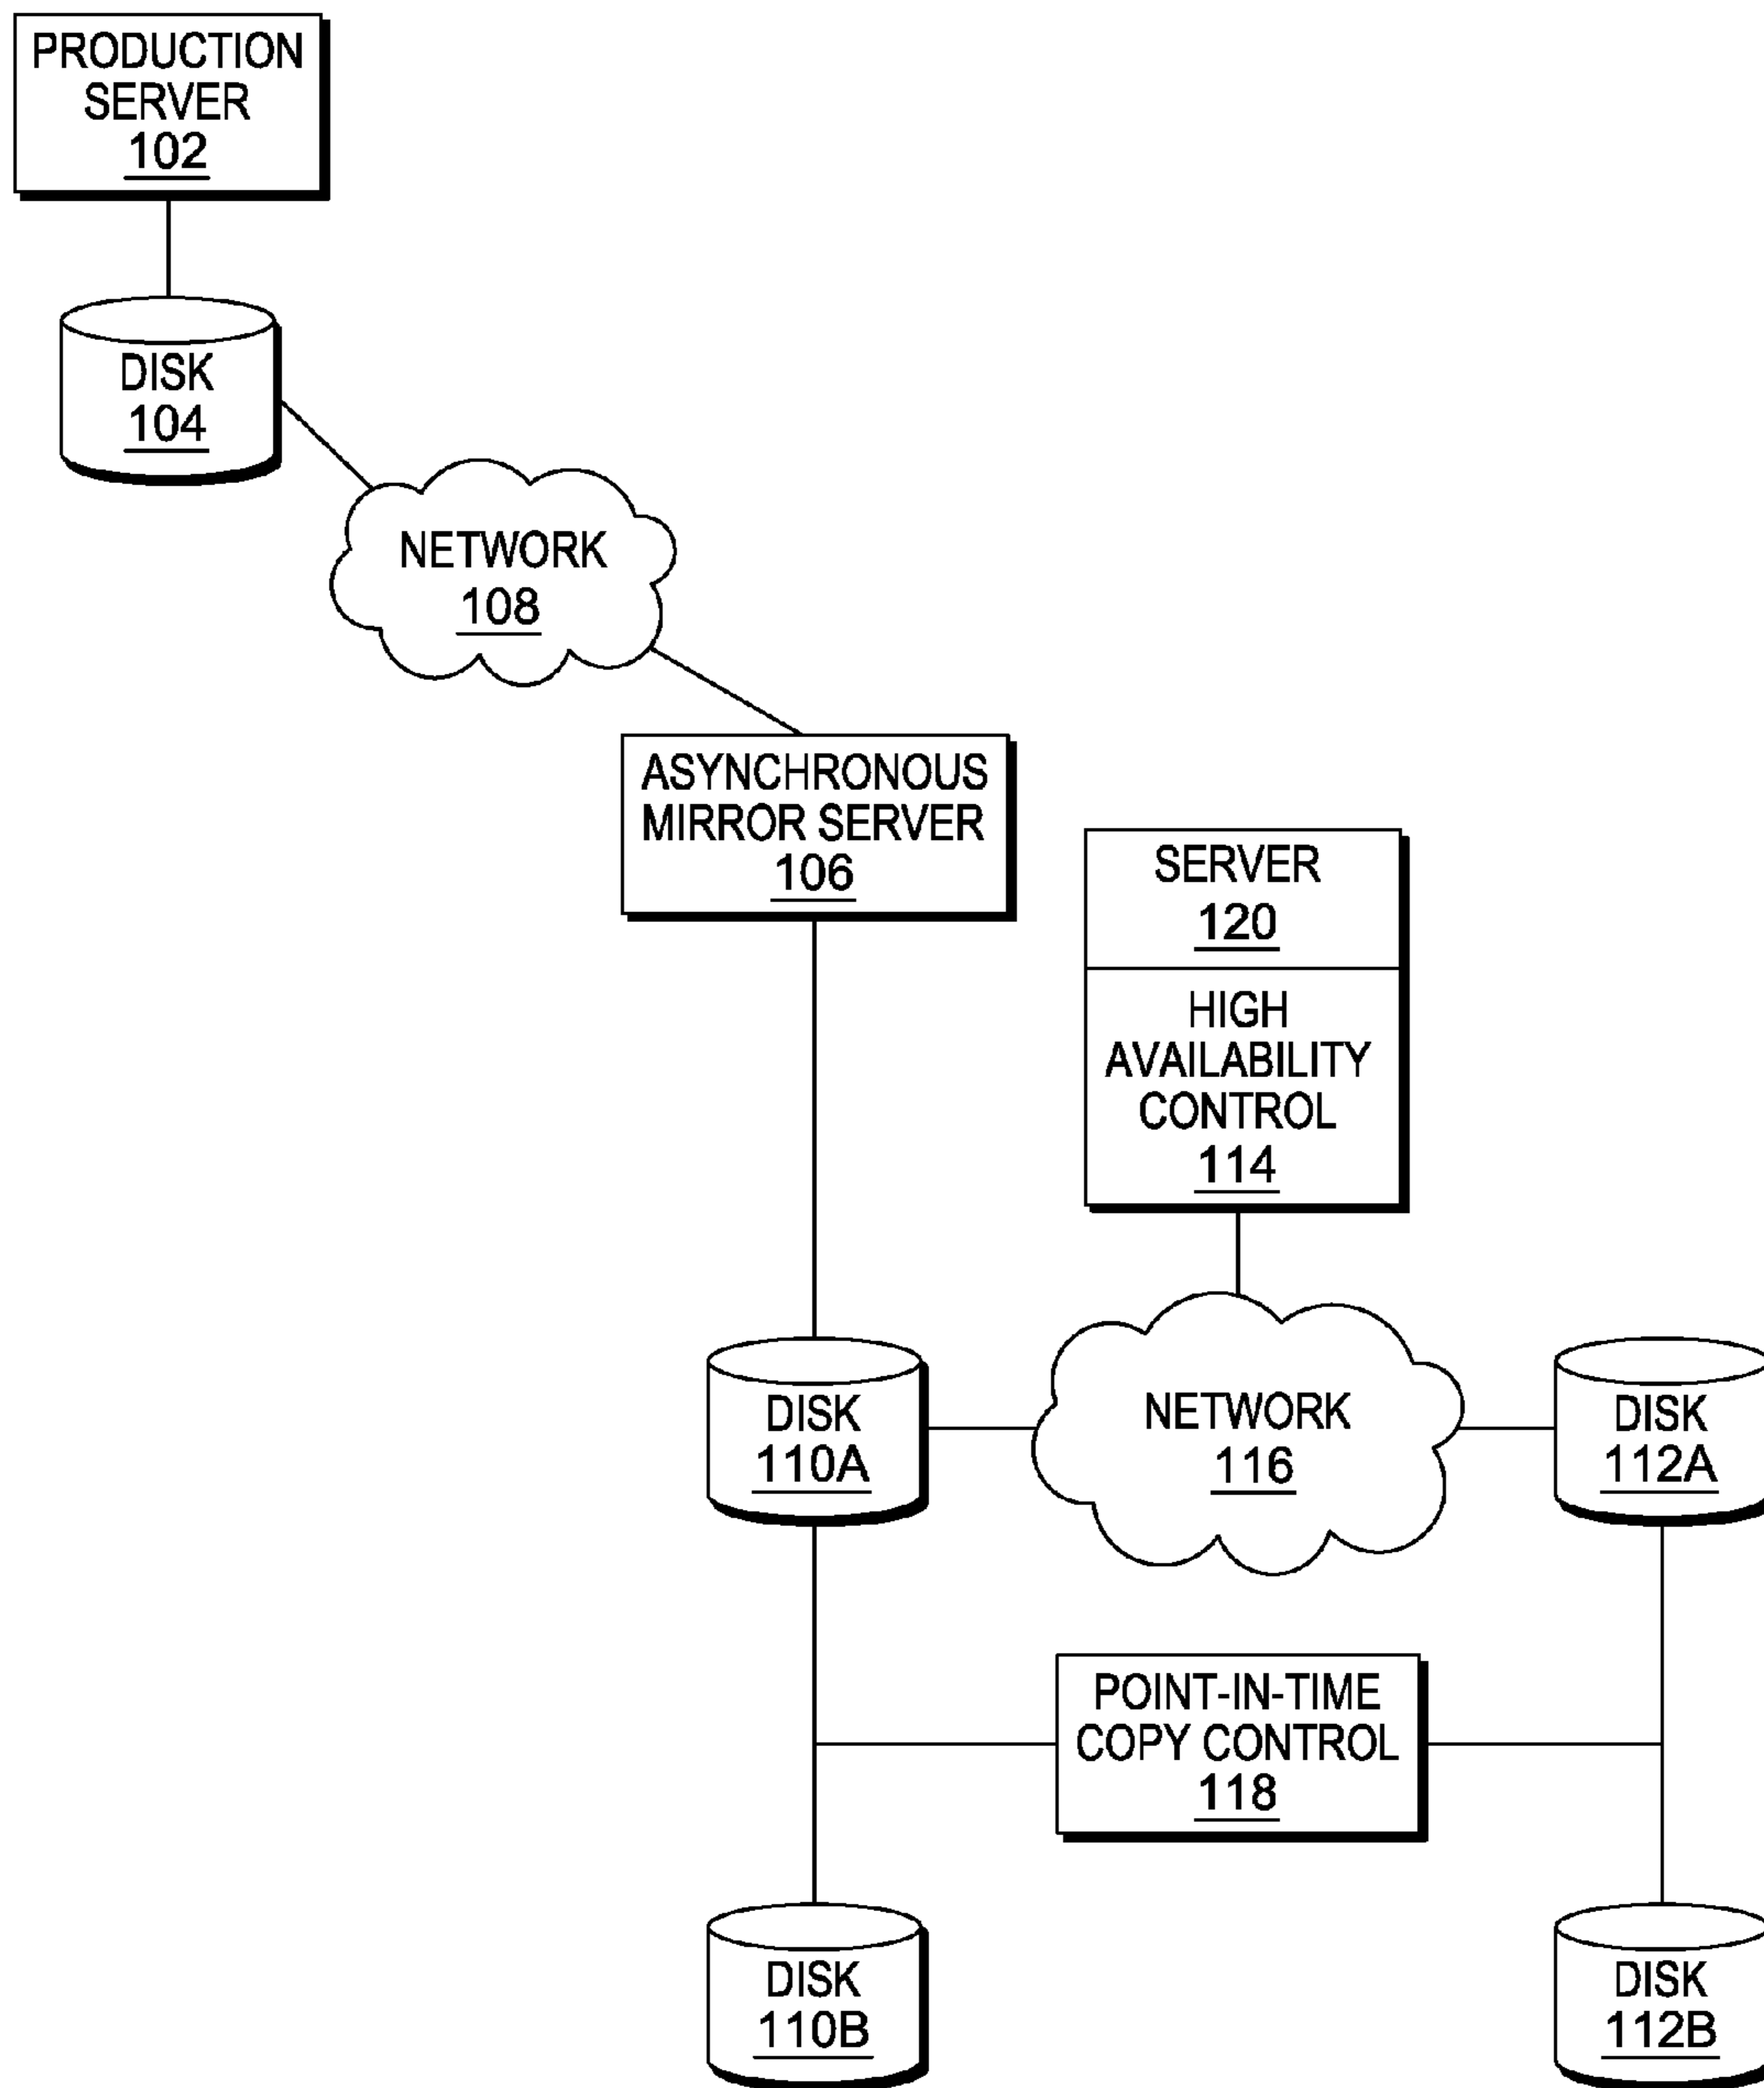 PRODUCTION
SERVER
102
DISK
104
NETWORK
108
ASYNCHRONOUS
MIRROR SERVER
106
SERVER
120
HIGH
AVAILABILITY
CONTROL
114
DISK
110A
NETWORK
116
DISK
112A
POINT-IN-TIME
COPY CONTROL
118
DISK
110B
DISK
112B